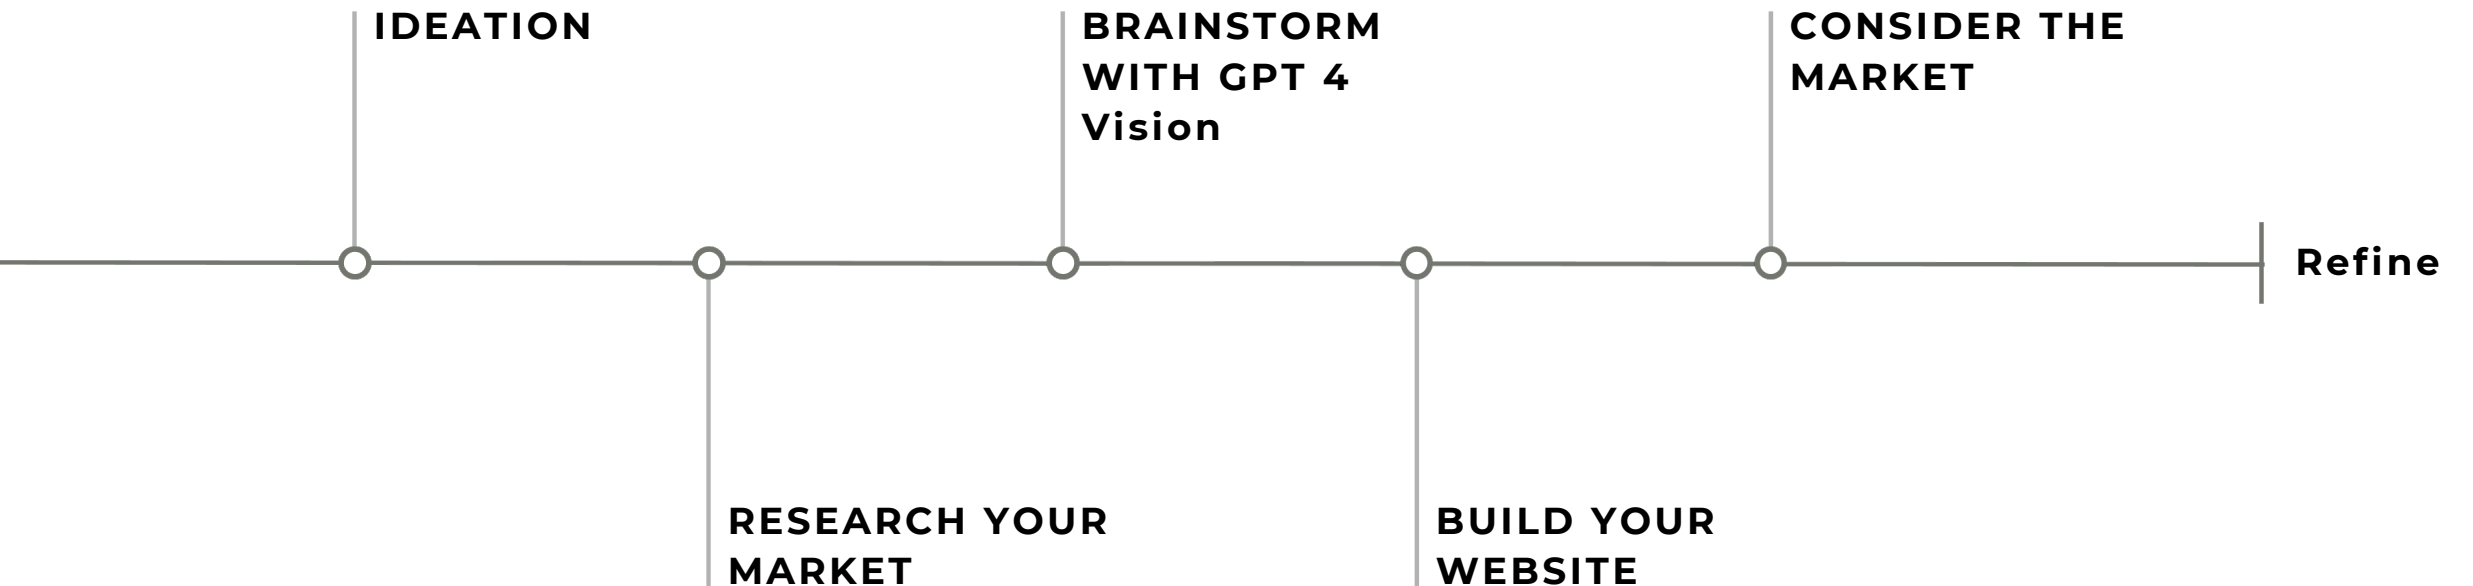 IDEATION
BRAINSTORM
WITH GPT 4
Vision
CONSIDER THE
MARKET
Refine
RESEARCH YOUR
MARKET
BUILD YOUR
WEBSITE